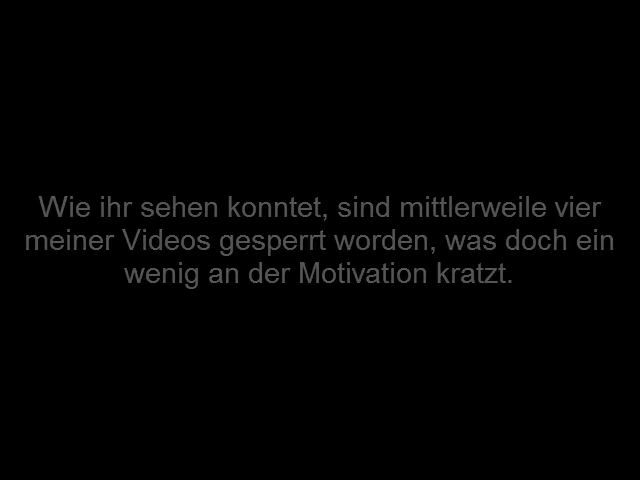 Wie ihr sehen konntet, sind mittlerweile vier
meiner Videos gesperrt worden, was doch ein
wenig an der Motivation kratzt.